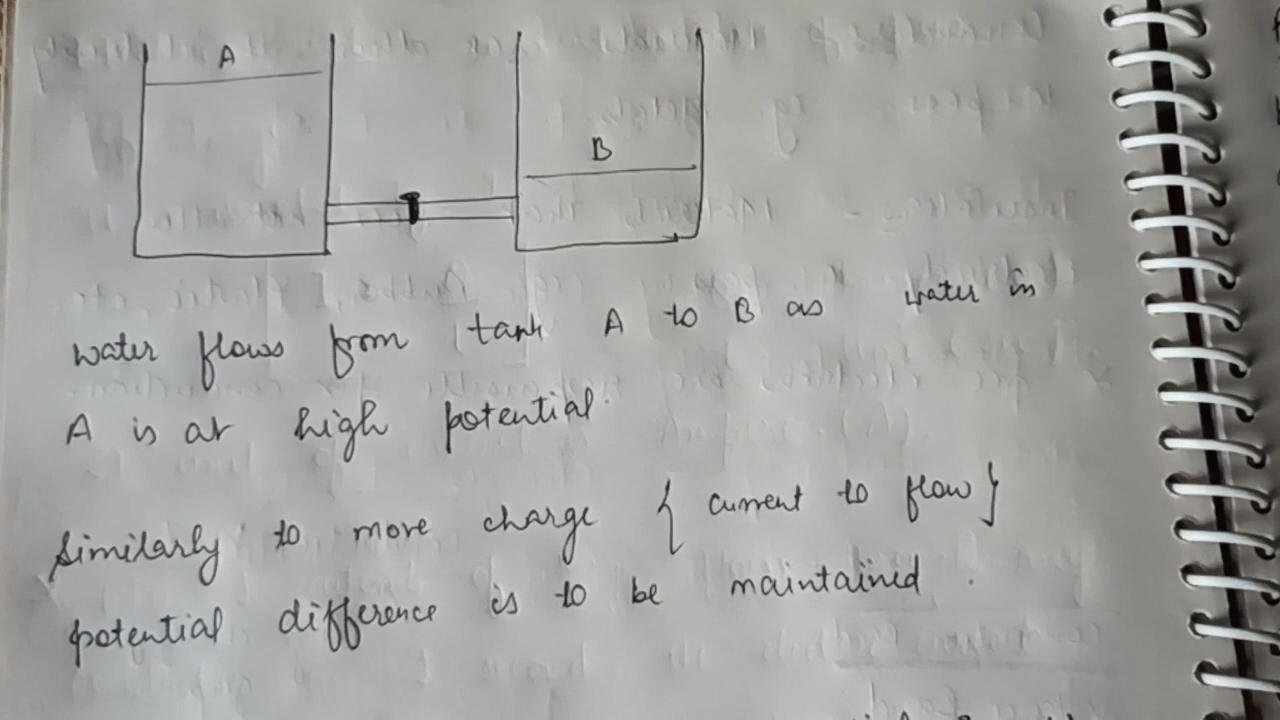 A
B
water flows from tank A to B as water in
A is at high potential.
Similarly to more charge { current to flow }
potential difference is to be maintained.